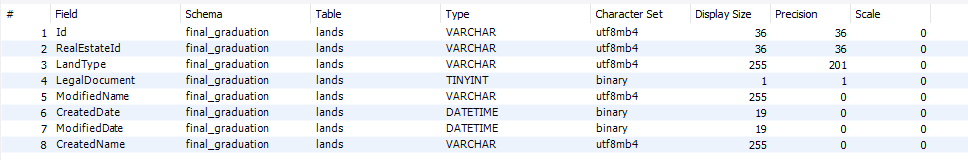 # Field Schema Table Type Character Set Display Size Precision Scale
1 Id final_graduation lands VARCHAR utf8mb4 36 36 0
2 RealEstateId final_graduation lands VARCHAR utf8mb4 36 36 0
3 LandType final_graduation lands VARCHAR utf8mb4 255 201 0
4 LegalDocument final_graduation lands TINYINT binary 1 1 0
5 ModifiedName final_graduation lands VARCHAR utf8mb4 255 0 0
6 CreatedDate final_graduation lands DATETIME binary 19 0 0
7 ModifiedDate final_graduation lands DATETIME binary 19 0 0
8 CreatedName final_graduation lands VARCHAR utf8mb4 255 0 0